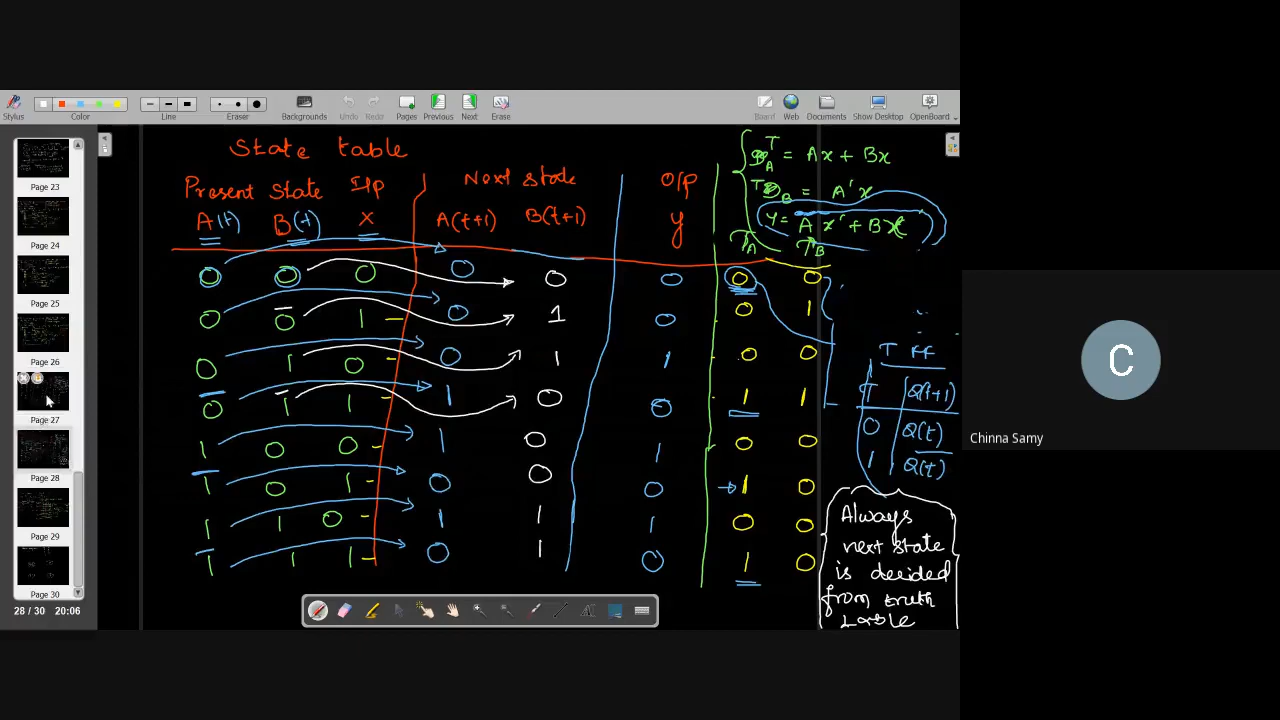 Stylus
Color
Line
Eraser
Backgrounds
Undo
Redo
Pages
Previous
Next
Erase
Board
Web
Documents
Show Desktop
OpenBoard
Page 23
Page 24
Page 25
Page 26
Page 27
Page 28
Page 29
Page 30
28 / 30 20:06
State table
Present State I/p Next state O/p
A(t) B(t) x A(t+1) B(t+1) y T_A T_B
0 0 0 0 0 0 0 0
0 0 1 0 1 0 0 1
0 1 0 0 1 1 0 0
0 1 1 1 0 0 1 1
1 0 0 1 0 1 0 0
1 0 1 0 0 0 1 0
1 1 0 1 1 1 0 0
1 1 1 0 1 0 1 0
T_A = Ax + Bx
T_B = A'x
y = A x' + Bx'
T ff
T Q(t+1)
0 Q(t)
1 Q̅(t)
Always
next state
is decided
from truth
table
C
Chinna Samy